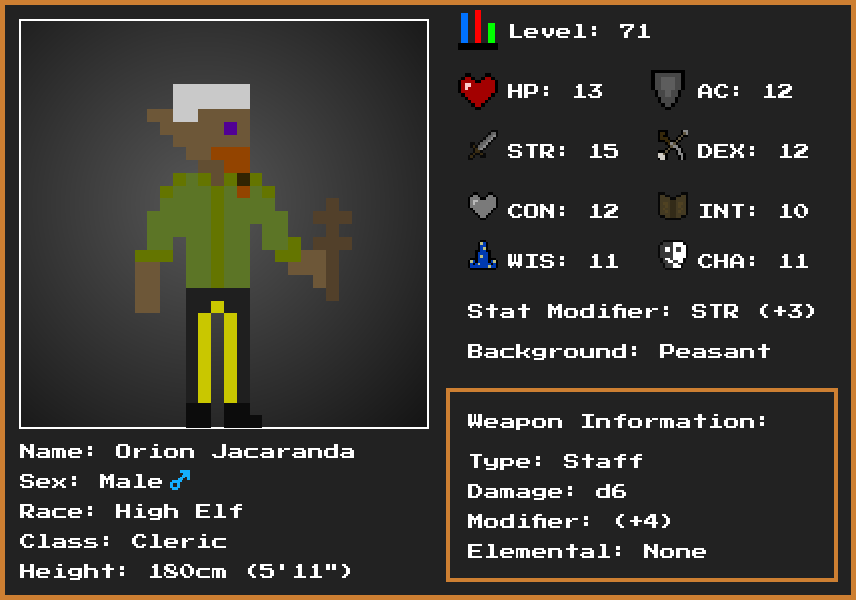 Level: 71
HP: 13 AC: 12
STR: 15 DEX: 12
CON: 12 INT: 10
WIS: 11 CHA: 11
Stat Modifier: STR (+3)
Background: Peasant
Weapon Information:
Type: Staff
Damage: d6
Modifier: (+4)
Elemental: None
Name: Orion Jacaranda
Sex: Male♂
Race: High Elf
Class: Cleric
Height: 180cm (5'11")